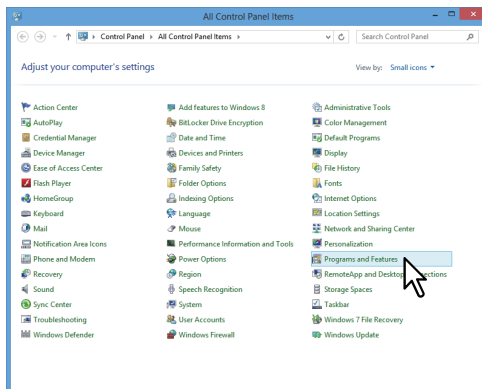 All Control Panel Items
Control Panel All Control Panel Items Search Control Panel
Adjust your computer's settings View by: Small icons
Action Center Add features to Windows 8 Administrative Tools
AutoPlay BitLocker Drive Encryption Color Management
Credential Manager Date and Time Default Programs
Device Manager Devices and Printers Display
Ease of Access Center Family Safety File History
Flash Player Folder Options Fonts
HomeGroup Indexing Options Internet Options
Keyboard Language Location Settings
Mail Mouse Network and Sharing Center
Notification Area Icons Performance Information and Tools Personalization
Phone and Modem Power Options Programs and Features
Recovery Region RemoteApp and Desktop Connections
Sound Speech Recognition Storage Spaces
Sync Center System Taskbar
Troubleshooting User Accounts Windows 7 File Recovery
Windows Defender Windows Firewall Windows Update